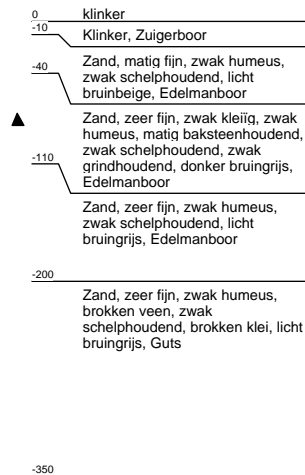 0 klinker
-10 Klinker, Zuigerboor
-40 Zand, matig fijn, zwak humeus,
zwak schelphoudend, licht
bruinbeige, Edelmanboor
Zand, zeer fijn, zwak kleiïg, zwak
humeus, matig baksteenhoudend,
zwak schelphoudend, zwak
-110 grindhoudend, donker bruingrijs,
Edelmanboor
Zand, zeer fijn, zwak humeus,
zwak schelphoudend, licht
bruingrijs, Edelmanboor
-200
Zand, zeer fijn, zwak humeus,
brokken veen, zwak
schelphoudend, brokken klei, licht
bruingrijs, Guts
-350